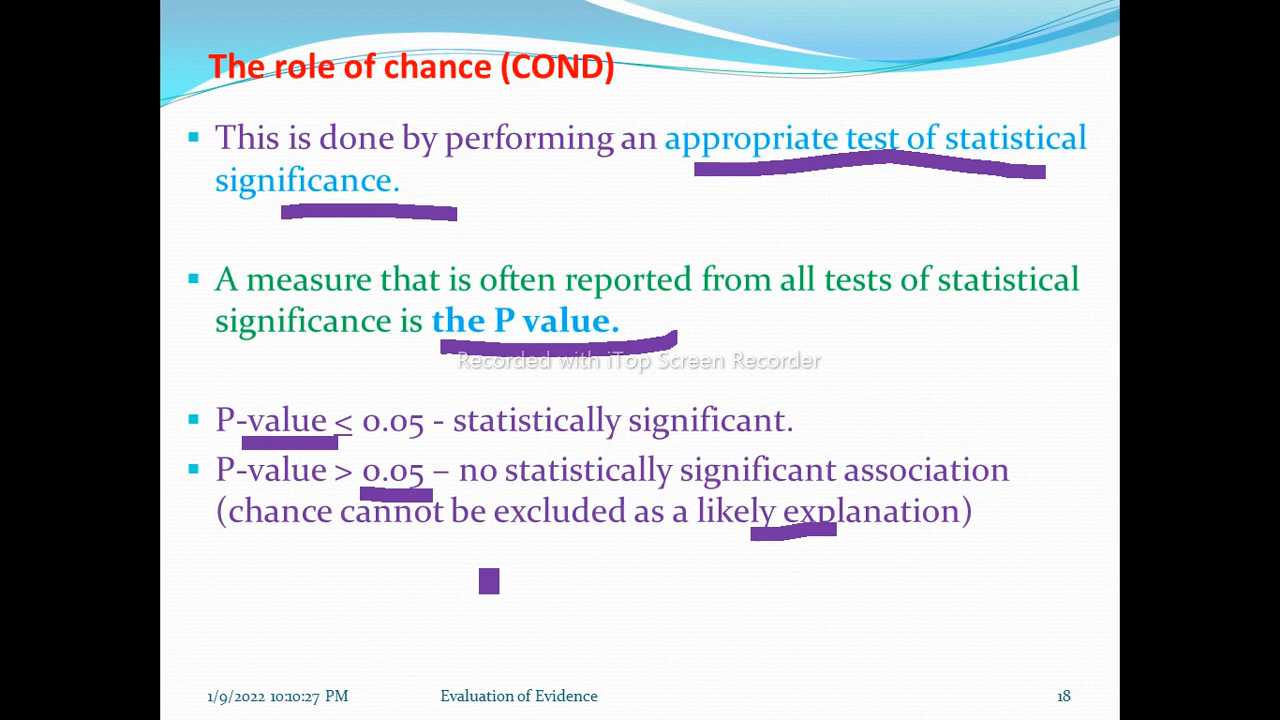 The role of chance (COND)
▪ This is done by performing an appropriate test of statistical
significance.
▪ A measure that is often reported from all tests of statistical
significance is the P value.
Recorded with iTop Screen Recorder
▪ P-value ≤ 0.05 - statistically significant.
▪ P-value > 0.05 – no statistically significant association
(chance cannot be excluded as a likely explanation)
1/9/2022 10:10:27 PM Evaluation of Evidence 18